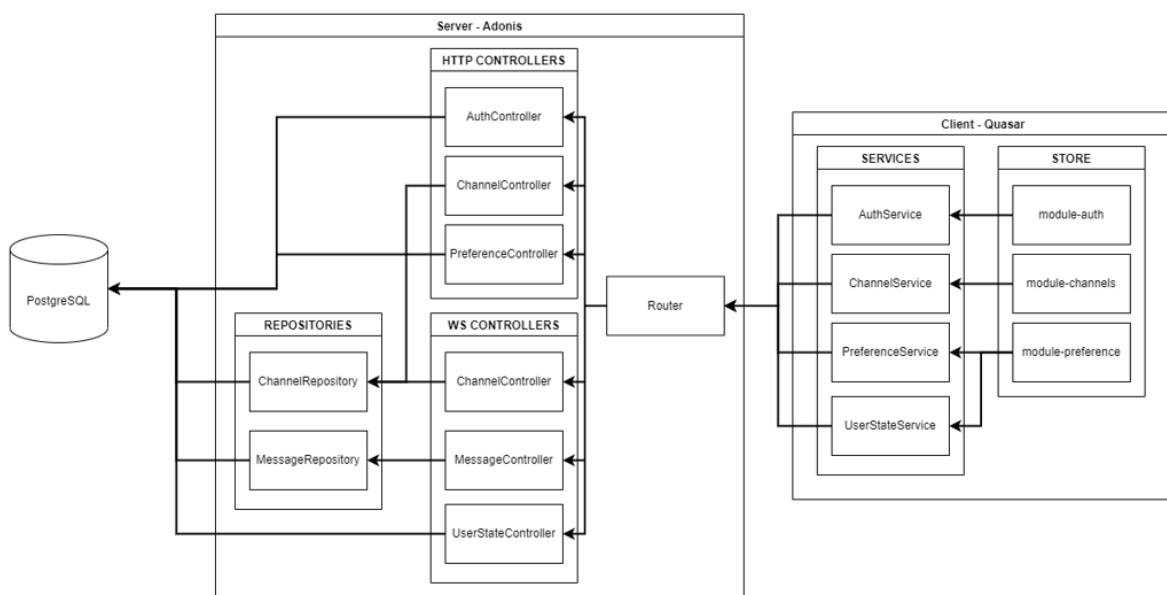 Server - Adonis
HTTP CONTROLLERS
AuthController
ChannelController
PreferenceController
PostgreSQL
REPOSITORIES
ChannelRepository
MessageRepository
WS CONTROLLERS
ChannelController
MessageController
UserStateController
Router
Client - Quasar
SERVICES
AuthService
ChannelService
PreferenceService
UserStateService
STORE
module-auth
module-channels
module-preference